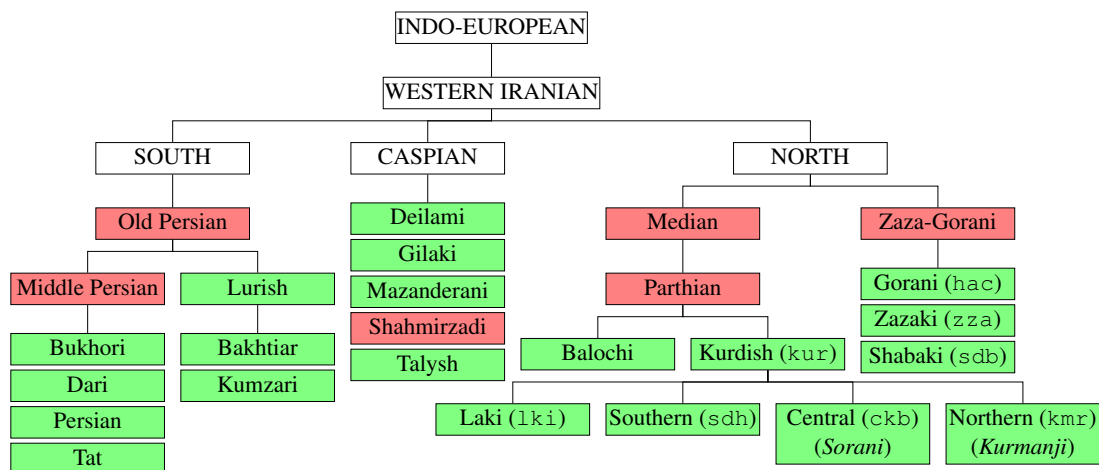 INDO-EUROPEAN
WESTERN IRANIAN
SOUTH
CASPIAN
NORTH
Old Persian
Middle Persian
Bukhori
Dari
Persian
Tat
Lurish
Bakhtiar
Kumzari
Deilami
Gilaki
Mazanderani
Shahmirzadi
Talysh
Median
Parthian
Balochi
Kurdish (kur)
Laki (lki)
Southern (sdh)
Central (ckb)
(Sorani)
Northern (kmr)
(Kurmanji)
Zaza-Gorani
Gorani (hac)
Zazaki (zza)
Shabaki (sdb)